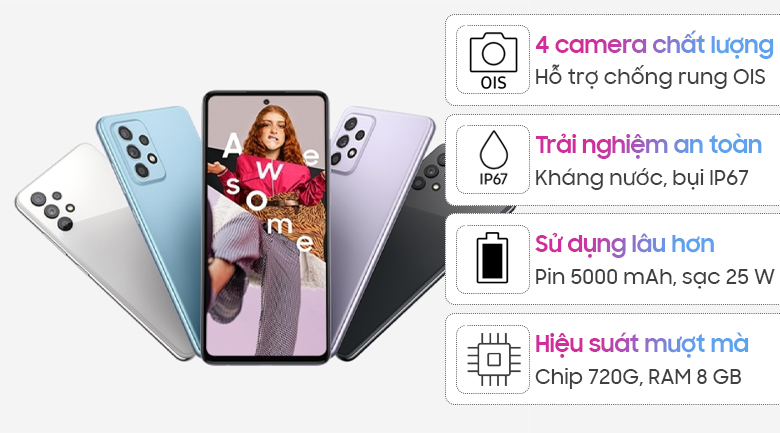 Awesome
OIS
4 camera chất lượng
Hỗ trợ chống rung OIS
IP67
Trải nghiệm an toàn
Kháng nước, bụi IP67
Sử dụng lâu hơn
Pin 5000 mAh, sạc 25 W
Hiệu suất mượt mà
Chip 720G, RAM 8 GB